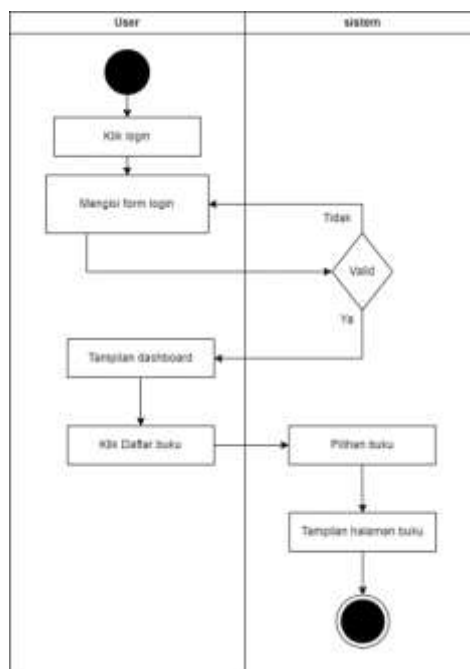 User
sistem
Klik login
Mengisi form login
Tidak
Valid
Ya
Tampilan dashboard
Klik Daftar buku
Pilihan buku
Tampilan halaman buku